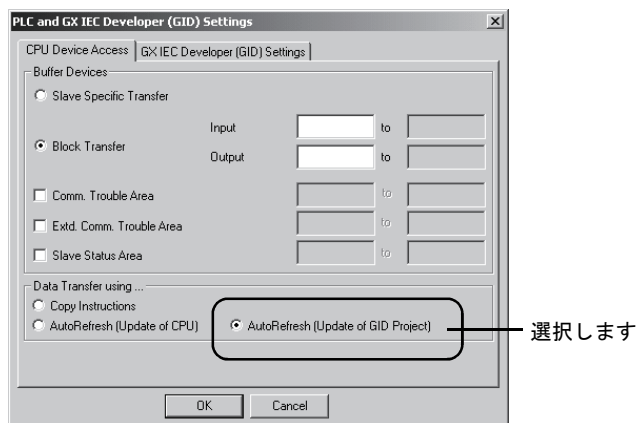 PLC and GX IEC Developer (GID) Settings
CPU Device Access
GX IEC Developer (GID) Settings
Buffer Devices
Slave Specific Transfer
Block Transfer
Input
to
Output
to
Comm. Trouble Area
to
Extd. Comm. Trouble Area
to
Slave Status Area
to
Data Transfer using ...
Copy Instructions
AutoRefresh (Update of CPU)
AutoRefresh (Update of GID Project)
選択します
OK
Cancel